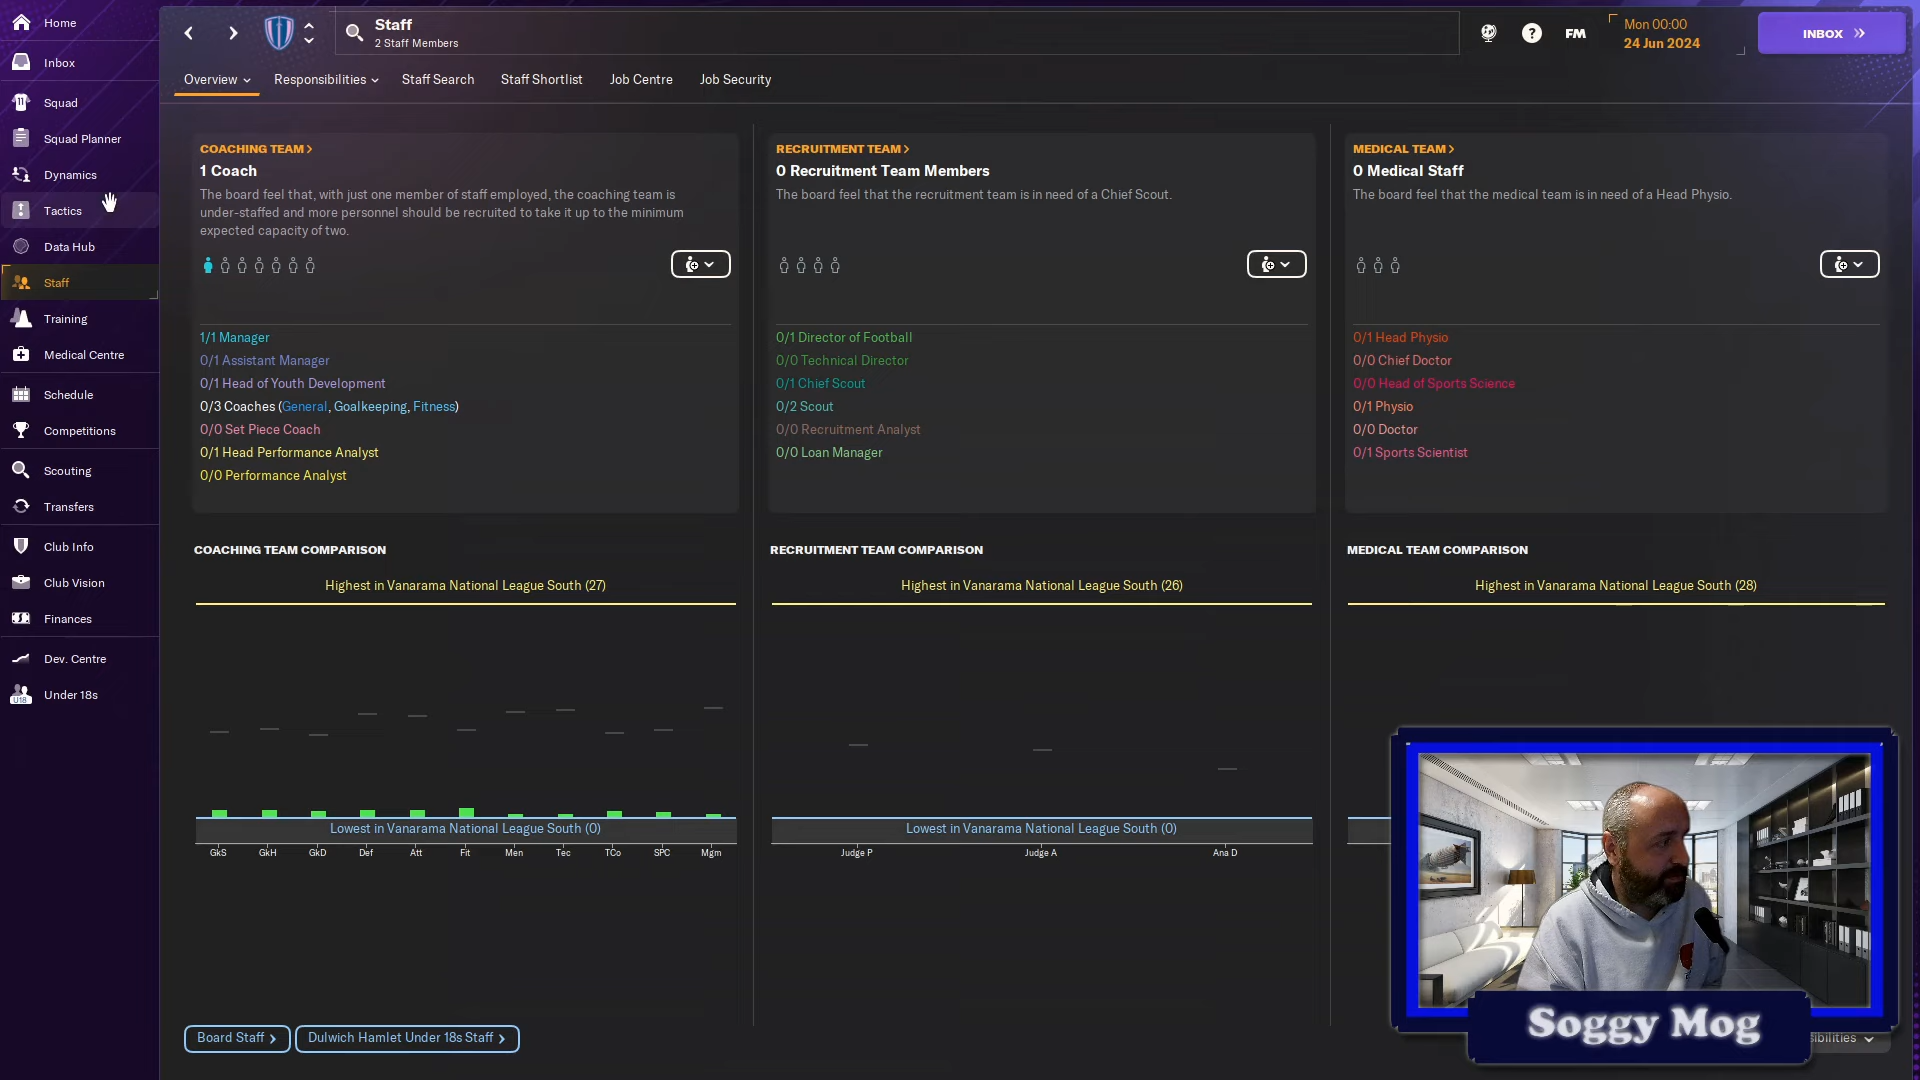 Home
Inbox
Squad
Squad Planner
Dynamics
Tactics
Data Hub
Staff
Training
Medical Centre
Schedule
Competitions
Scouting
Transfers
Club Info
Club Vision
Finances
Dev. Centre
U18
Under 18s
Staff
2 Staff Members
?
FM
Mon 00:00
24 Jun 2024
INBOX
Overview
Responsibilities
Staff Search
Staff Shortlist
Job Centre
Job Security
COACHING TEAM
1 Coach
The board feel that, with just one member of staff employed, the coaching team is
under-staffed and more personnel should be recruited to take it up to the minimum
expected capacity of two.
1/1 Manager
0/1 Assistant Manager
0/1 Head of Youth Development
0/3 Coaches (General, Goalkeeping, Fitness)
0/0 Set Piece Coach
0/1 Head Performance Analyst
0/0 Performance Analyst
RECRUITMENT TEAM
0 Recruitment Team Members
The board feel that the recruitment team is in need of a Chief Scout.
0/1 Director of Football
0/0 Technical Director
0/1 Chief Scout
0/2 Scout
0/0 Recruitment Analyst
0/0 Loan Manager
MEDICAL TEAM
0 Medical Staff
The board feel that the medical team is in need of a Head Physio.
0/1 Head Physio
0/0 Chief Doctor
0/0 Head of Sports Science
0/1 Physio
0/0 Doctor
0/1 Sports Scientist
COACHING TEAM COMPARISON
Highest in Vanarama National League South (27)
Lowest in Vanarama National League South (0)
GkS GkH GkD Def Att Fit Men Tec TCo SPC Mgm
RECRUITMENT TEAM COMPARISON
Highest in Vanarama National League South (26)
Lowest in Vanarama National League South (0)
Judge P Judge A Ana D
MEDICAL TEAM COMPARISON
Highest in Vanarama National League South (28)
Board Staff
Dulwich Hamlet Under 18s Staff
Soggy Mog
sibilities